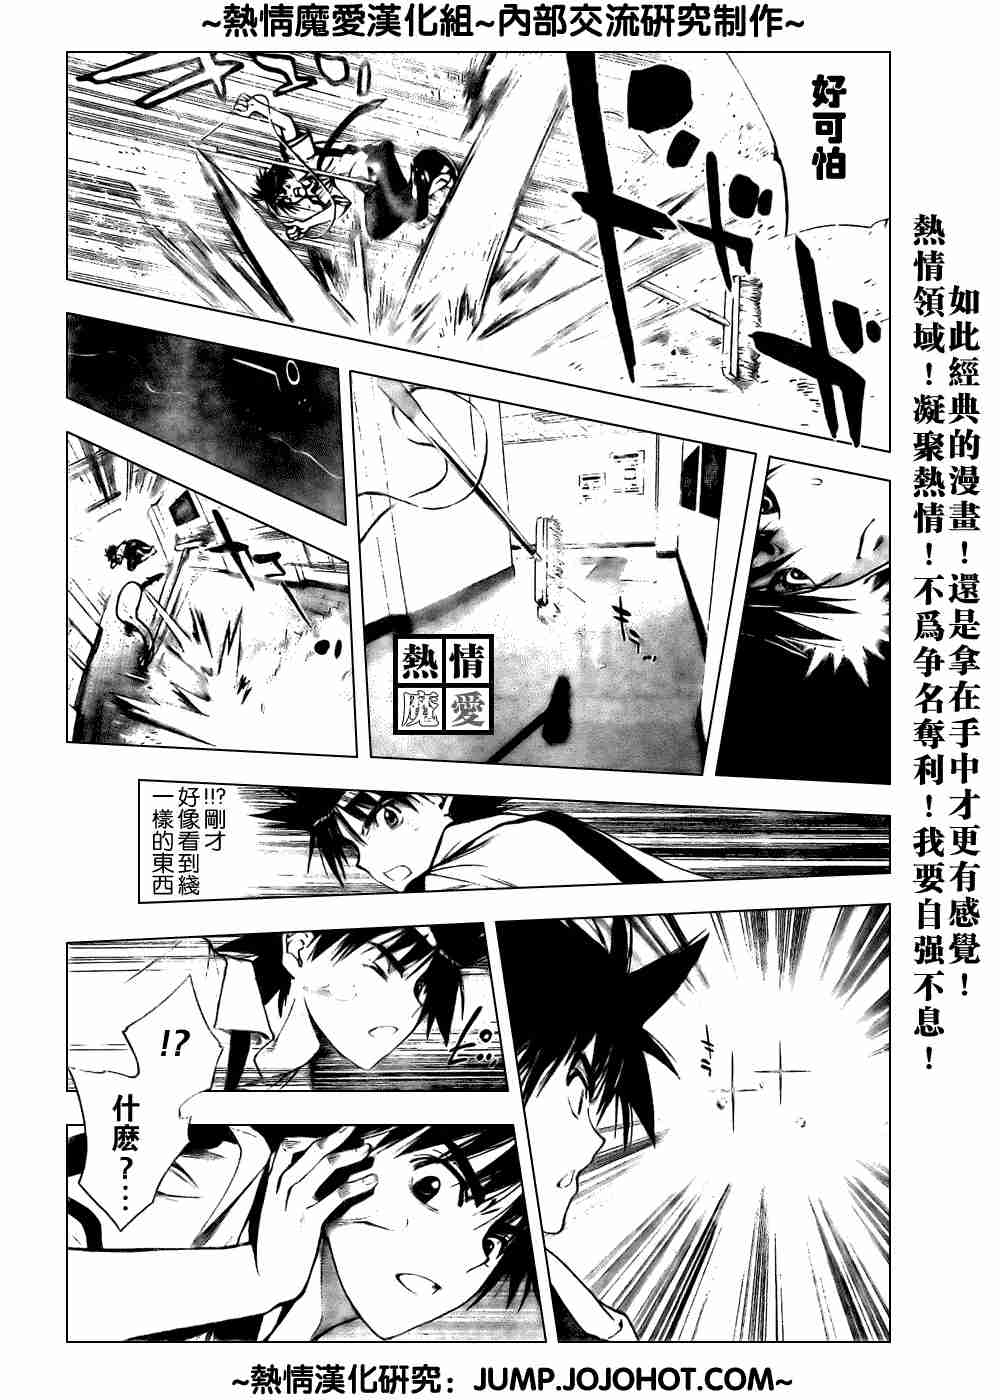 ~熱情魔愛漢化組~內部交流研究制作~
好可怕
如此經典的漫畫！還是拿在手中才更有感覺！
熱情領域！凝聚熱情！不爲争名奪利！我要自强不息！
熱情
魔愛
!!?剛才
好像看到綫
一樣的東西
!?
什麽？…
~熱情漢化研究：JUMP.JOJOHOT.COM~